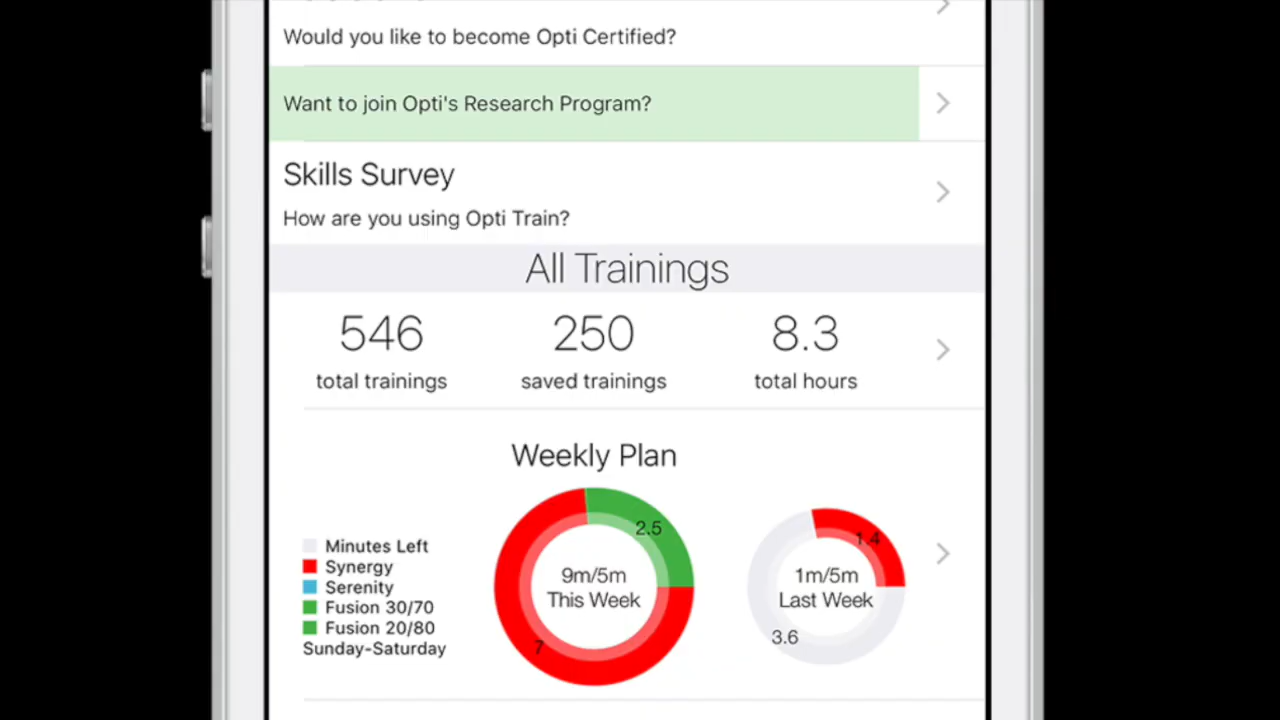 Would you like to become Opti Certified?
Want to join Opti's Research Program?
Skills Survey
How are you using Opti Train?
All Trainings
546 250 8.3
total trainings saved trainings total hours
Weekly Plan
Minutes Left
Synergy
Serenity
Fusion 30/70
Fusion 20/80
Sunday-Saturday
2.5
9m/5m
This Week
7
1.4
1m/5m
Last Week
3.6